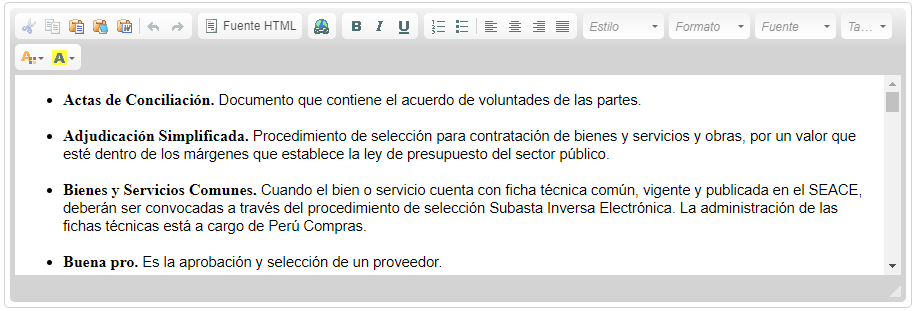 Fuente HTML B I U Estilo Formato Fuente Ta...
A A
• Actas de Conciliación. Documento que contiene el acuerdo de voluntades de las partes.
• Adjudicación Simplificada. Procedimiento de selección para contratación de bienes y servicios y obras, por un valor que
esté dentro de los márgenes que establece la ley de presupuesto del sector público.
• Bienes y Servicios Comunes. Cuando el bien o servicio cuenta con ficha técnica común, vigente y publicada en el SEACE,
deberán ser convocadas a través del procedimiento de selección Subasta Inversa Electrónica. La administración de las
fichas técnicas está a cargo de Perú Compras.
• Buena pro. Es la aprobación y selección de un proveedor.